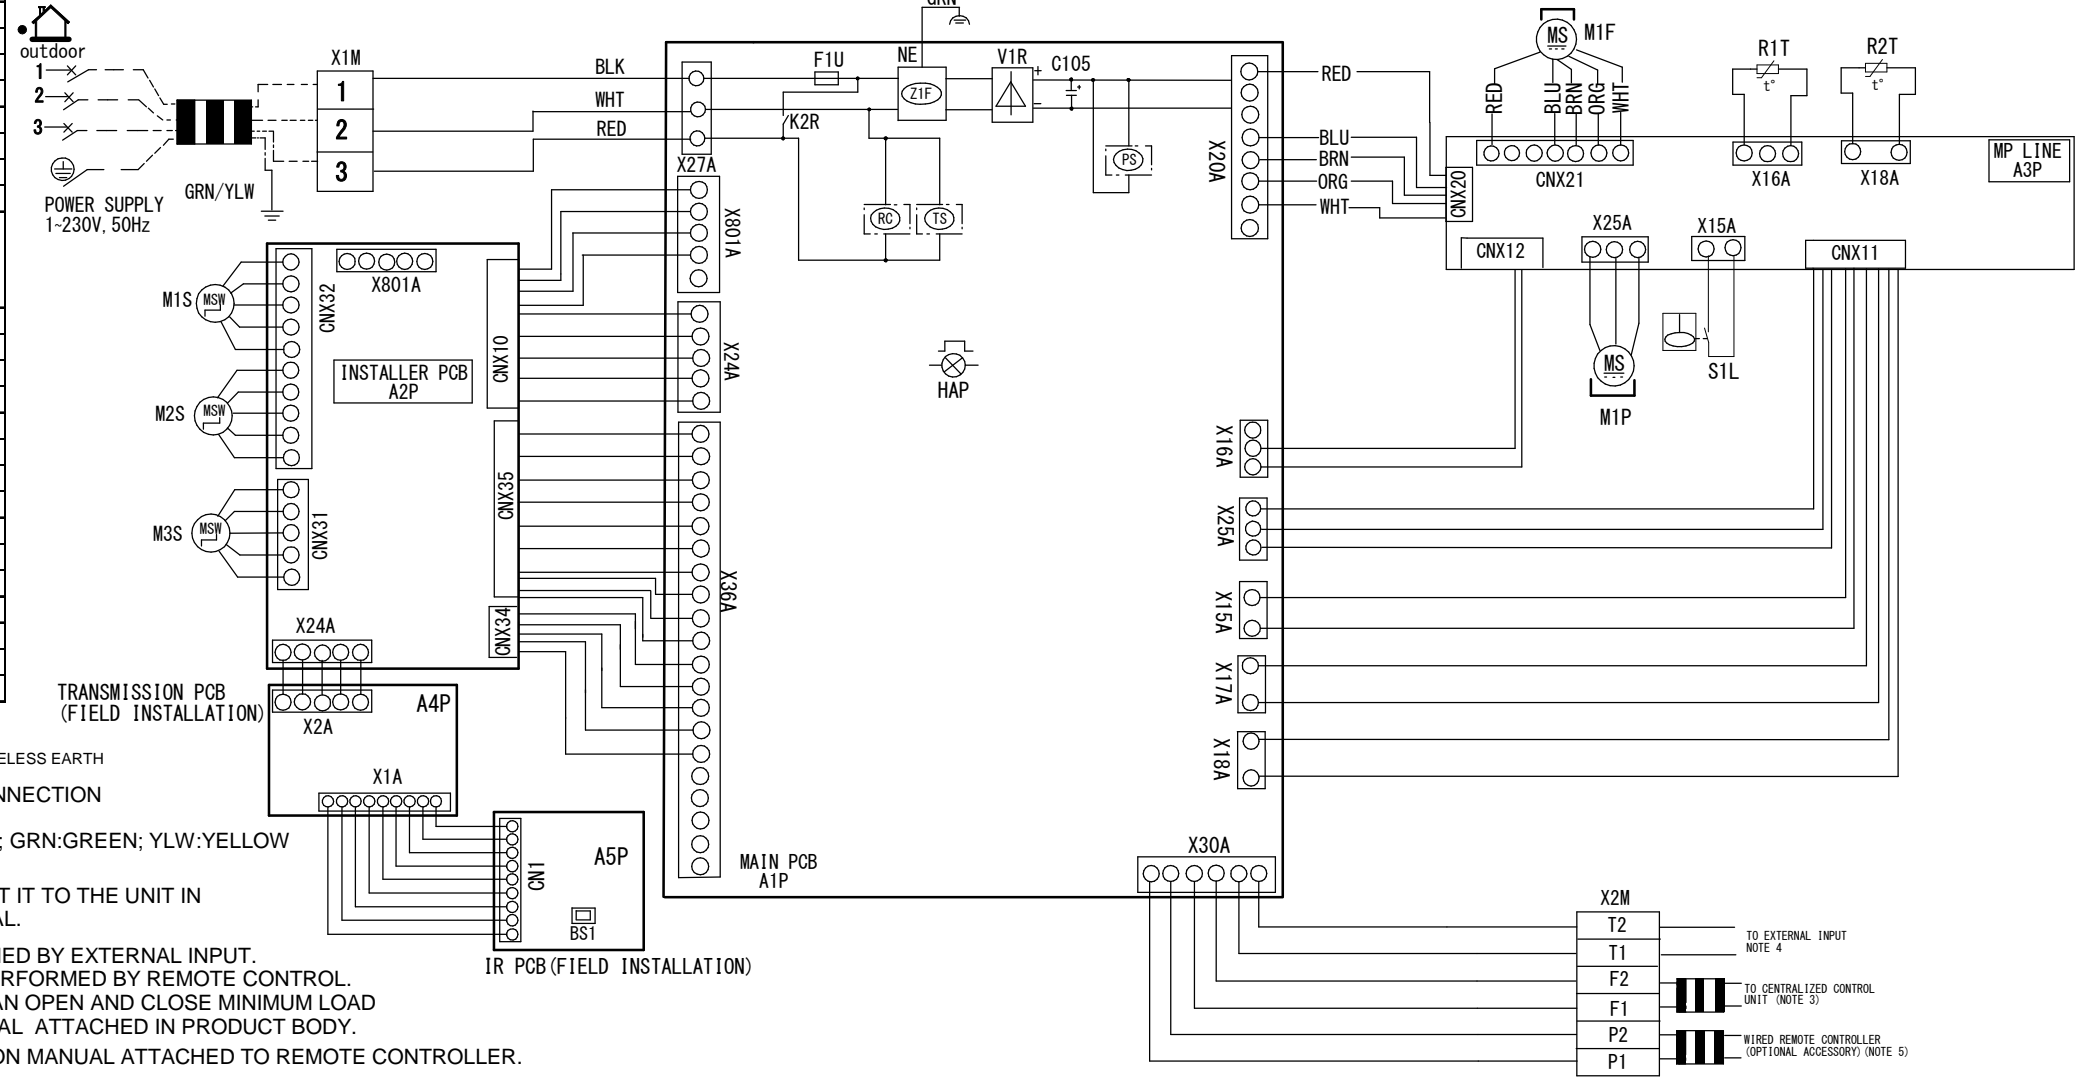 outdoor
1
2
3
POWER SUPPLY
1~230V, 50Hz
GRN/YLW
X1M
1
2
3
BLK
WHT
RED
GRN
F1U
NE
Z1F
V1R
+
-
C105
+
K2R
X27A
PS
RC
TS
X801A
X24A
X36A
HAP
MAIN PCB
A1P
X20A
RED
BLU
BRN
ORG
WHT
X16A
X25A
X15A
X17A
X18A
X30A
MS
M1F
RED
BLU
BRN
ORG
WHT
R1T
t°
R2T
t°
CNX21
X16A
X18A
MP LINE
A3P
CNX20
CNX12
X25A
X15A
CNX11
MS
M1P
S1L
M1S
MSW
M2S
MSW
M3S
MSW
CNX32
X801A
CNX10
INSTALLER PCB
A2P
CNX35
CNX31
CNX34
X24A
TRANSMISSION PCB
(FIELD INSTALLATION)
X2A
A4P
X1A
CN1
A5P
BS1
IR PCB(FIELD INSTALLATION)
ELESS EARTH
NNECTION
; GRN:GREEN; YLW:YELLOW
T IT TO THE UNIT IN
AL.
MED BY EXTERNAL INPUT.
ERFORMED BY REMOTE CONTROL.
AN OPEN AND CLOSE MINIMUM LOAD
AL ATTACHED IN PRODUCT BODY.
ON MANUAL ATTACHED TO REMOTE CONTROLLER.
X2M
T2
T1
F2
F1
P2
P1
TO EXTERNAL INPUT
NOTE 4
TO CENTRALIZED CONTROL
UNIT (NOTE 3)
WIRED REMOTE CONTROLLER
(OPTIONAL ACCESSORY)(NOTE 5)